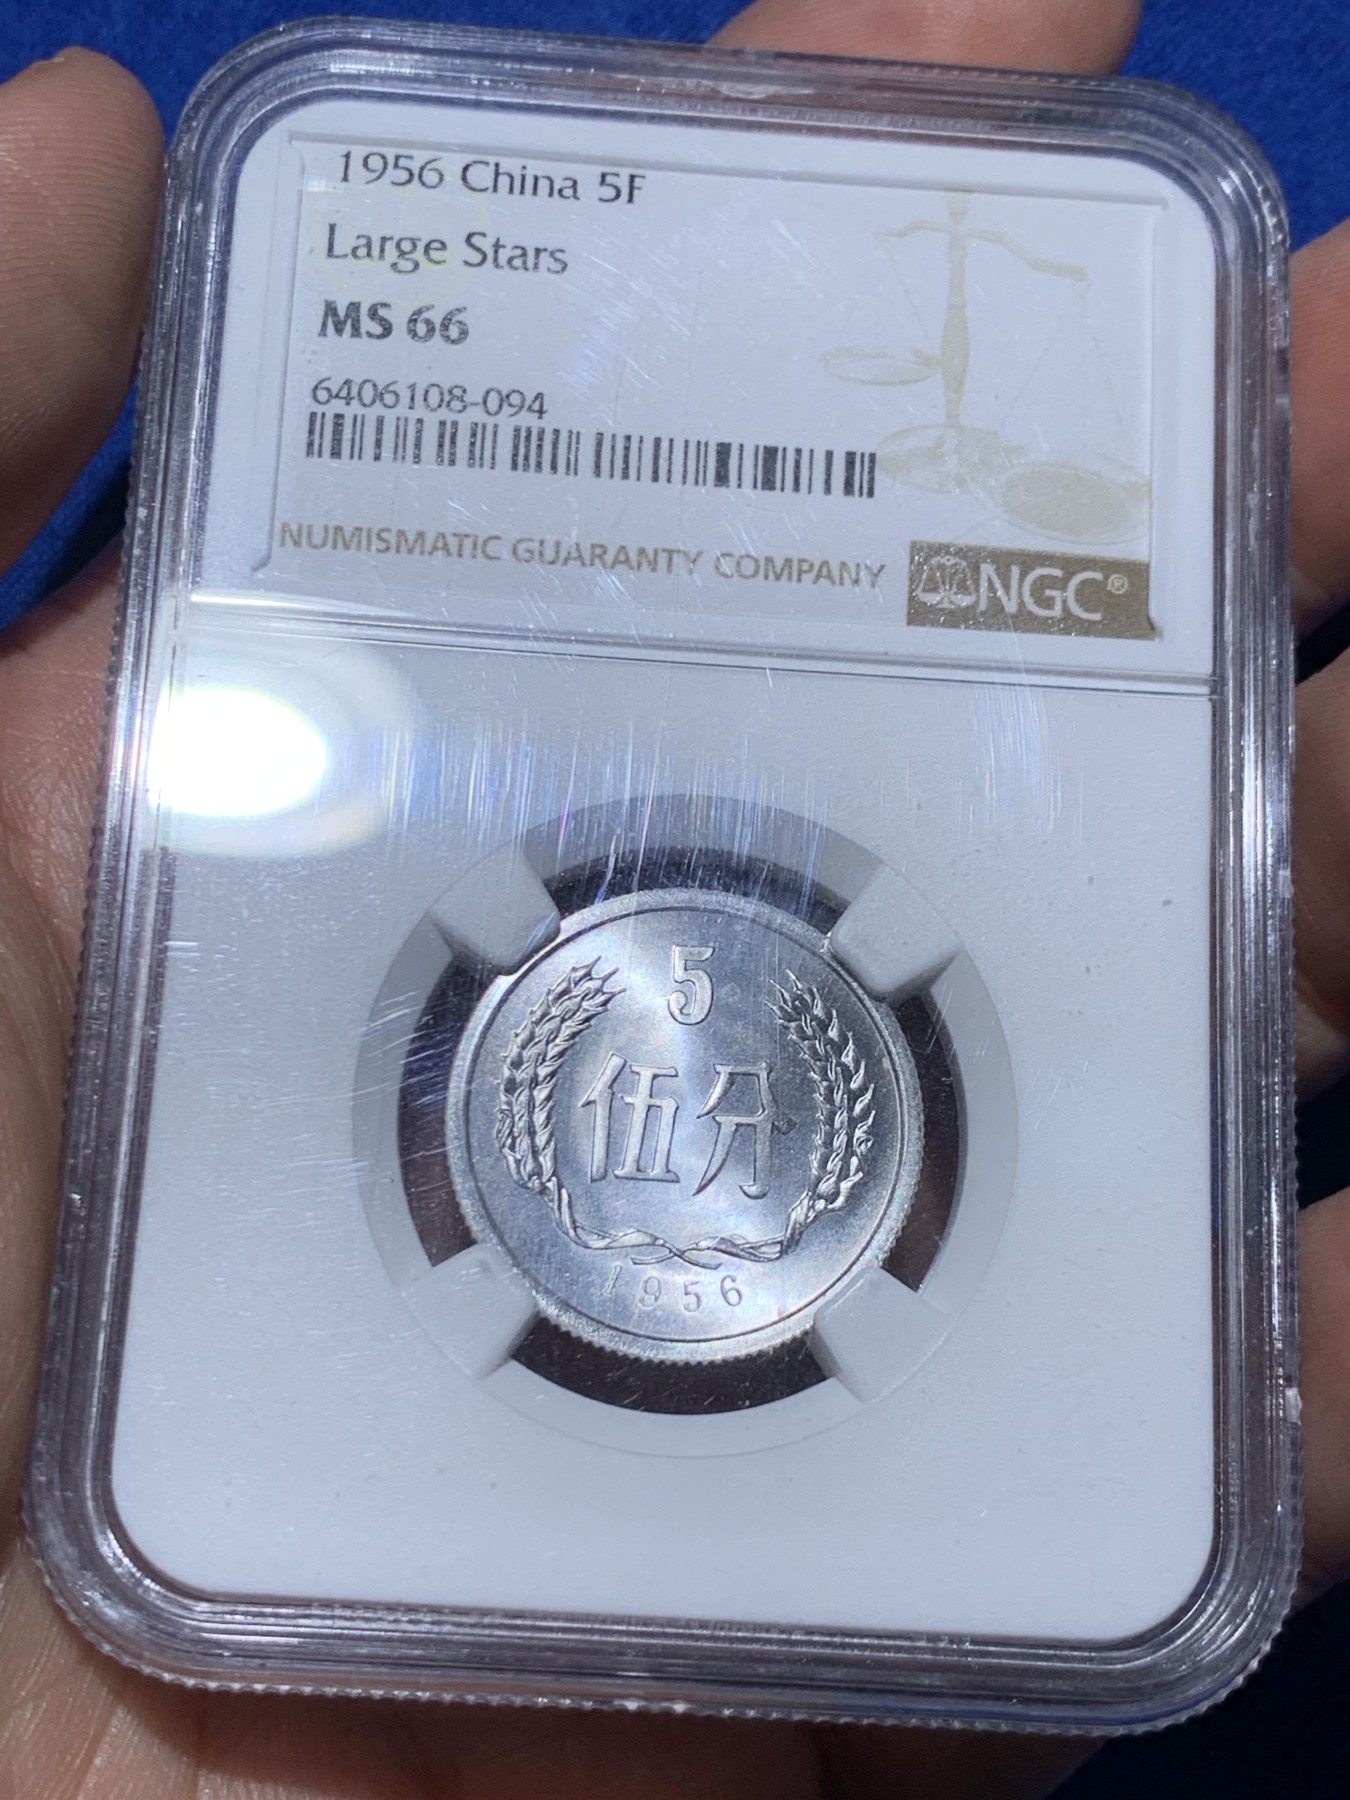 1956 China 5F
Large Stars
MS 66
6406108-094
NUMISMATIC GUARANTY COMPANY
NGC®
5
伍分
1956